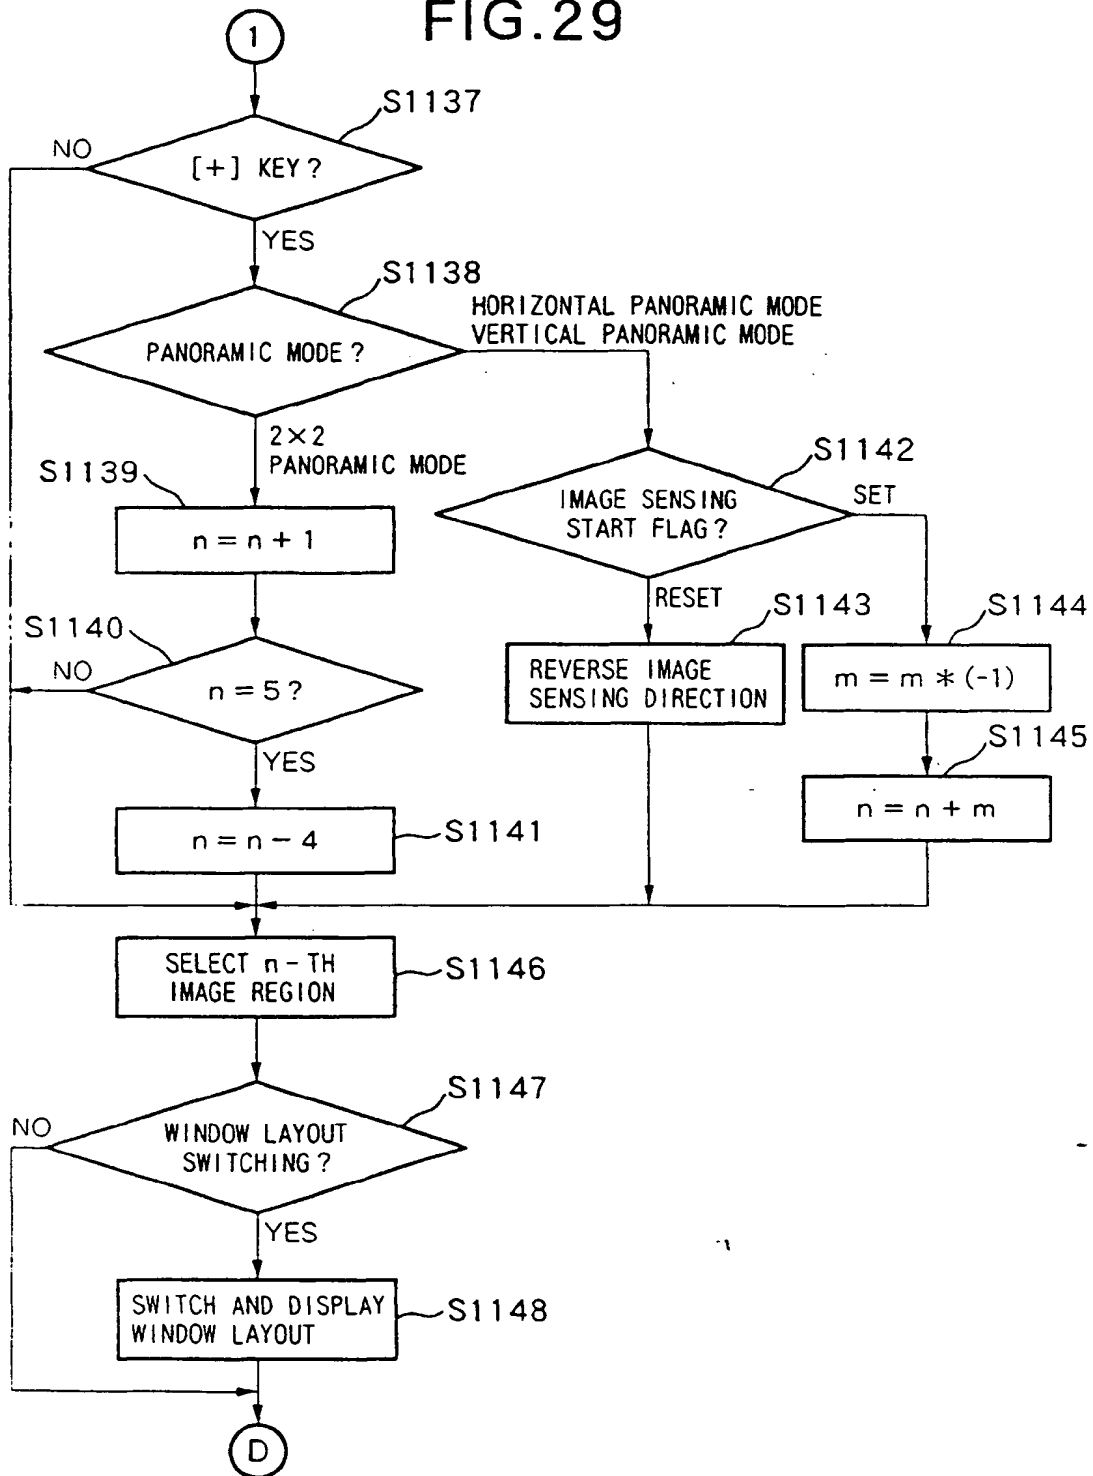 FIG.29
1
S1137
NO
[+] KEY?
YES
S1138
HORIZONTAL PANORAMIC MODE
VERTICAL PANORAMIC MODE
PANORAMIC MODE?
2×2
PANORAMIC MODE
S1139
n = n + 1
S1142
IMAGE SENSING
START FLAG?
SET
RESET
S1140
NO
n = 5?
YES
S1143
REVERSE IMAGE
SENSING DIRECTION
S1144
m = m * (-1)
S1145
n = n + m
n = n - 4
S1141
SELECT n-TH
IMAGE REGION
S1146
S1147
NO
WINDOW LAYOUT
SWITCHING?
YES
SWITCH AND DISPLAY
WINDOW LAYOUT
S1148
D